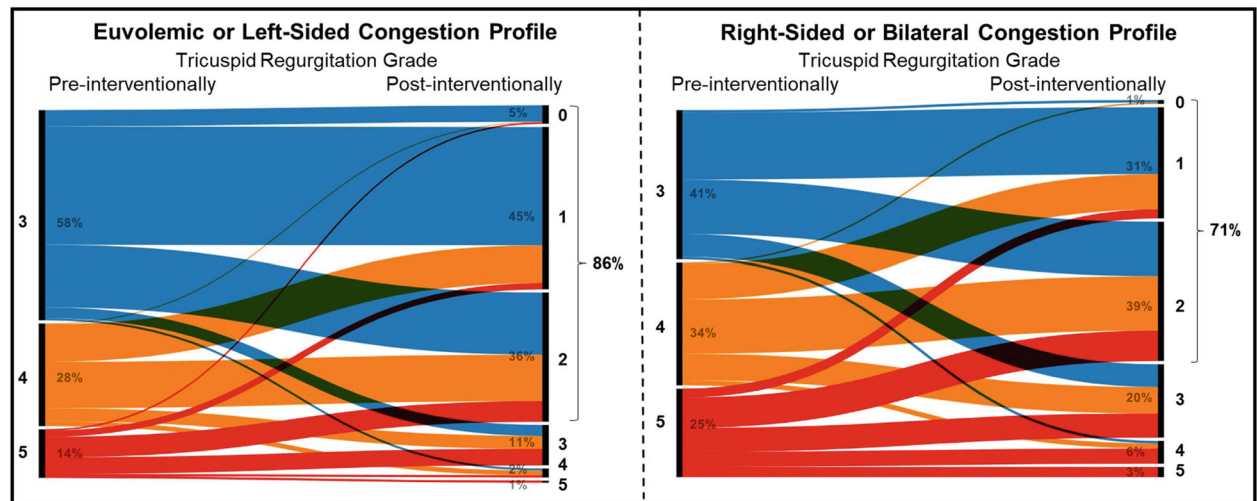 Euvolemic or Left-Sided Congestion Profile
Tricuspid Regurgitation Grade
Pre-interventionally Post-interventionally
5% 0
3 58% 45% 1
86%
4 28% 36% 2
5 14% 11% 3
2% 4
1% 5
Right-Sided or Bilateral Congestion Profile
Tricuspid Regurgitation Grade
Pre-interventionally Post-interventionally
1% 0
3 41% 31% 1
71%
4 34% 39% 2
5 25% 20% 3
6% 4
3% 5